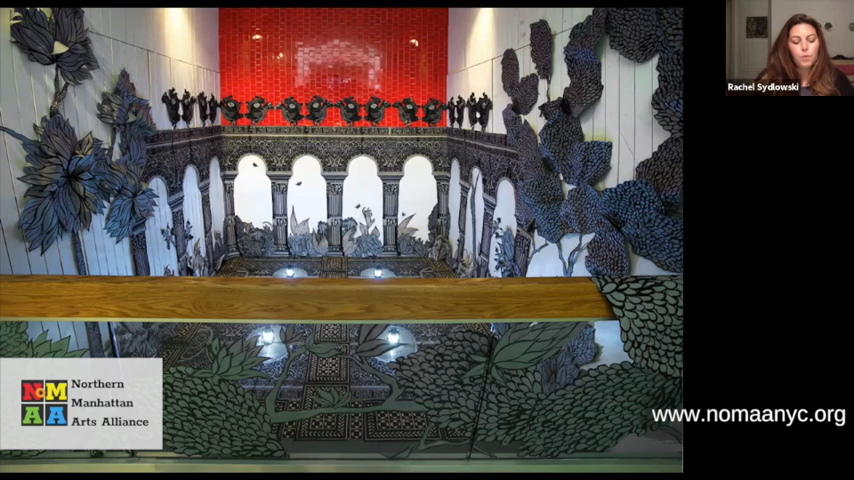 Rachel Sydlowski
NoMAA
Northern
Manhattan
Arts Alliance
www.nomaanyc.org